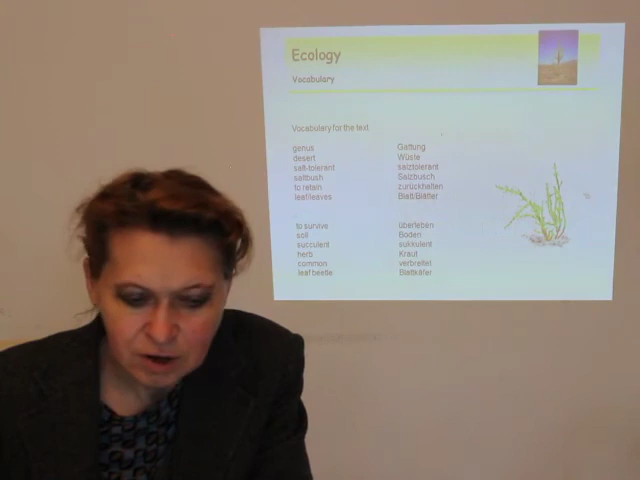 Ecology
Vocabulary
Vocabulary for the text
genus Gattung
desert Wüste
salt-tolerant salztolerant
saltbush Salzbusch
to retain zurückhalten
leaf/leaves Blatt/Blätter
to survive überleben
soil Boden
succulent sukkulent
herb Kraut
common verbreitet
leaf beetle Blattkäfer